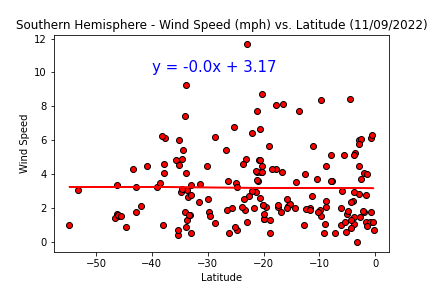 Southern Hemisphere - Wind Speed (mph) vs. Latitude (11/09/2022)
12
y = -0.0x + 3.17
10
8
Wind Speed
6
4
2
0
−50 −40 −30 −20 −10 0
Latitude